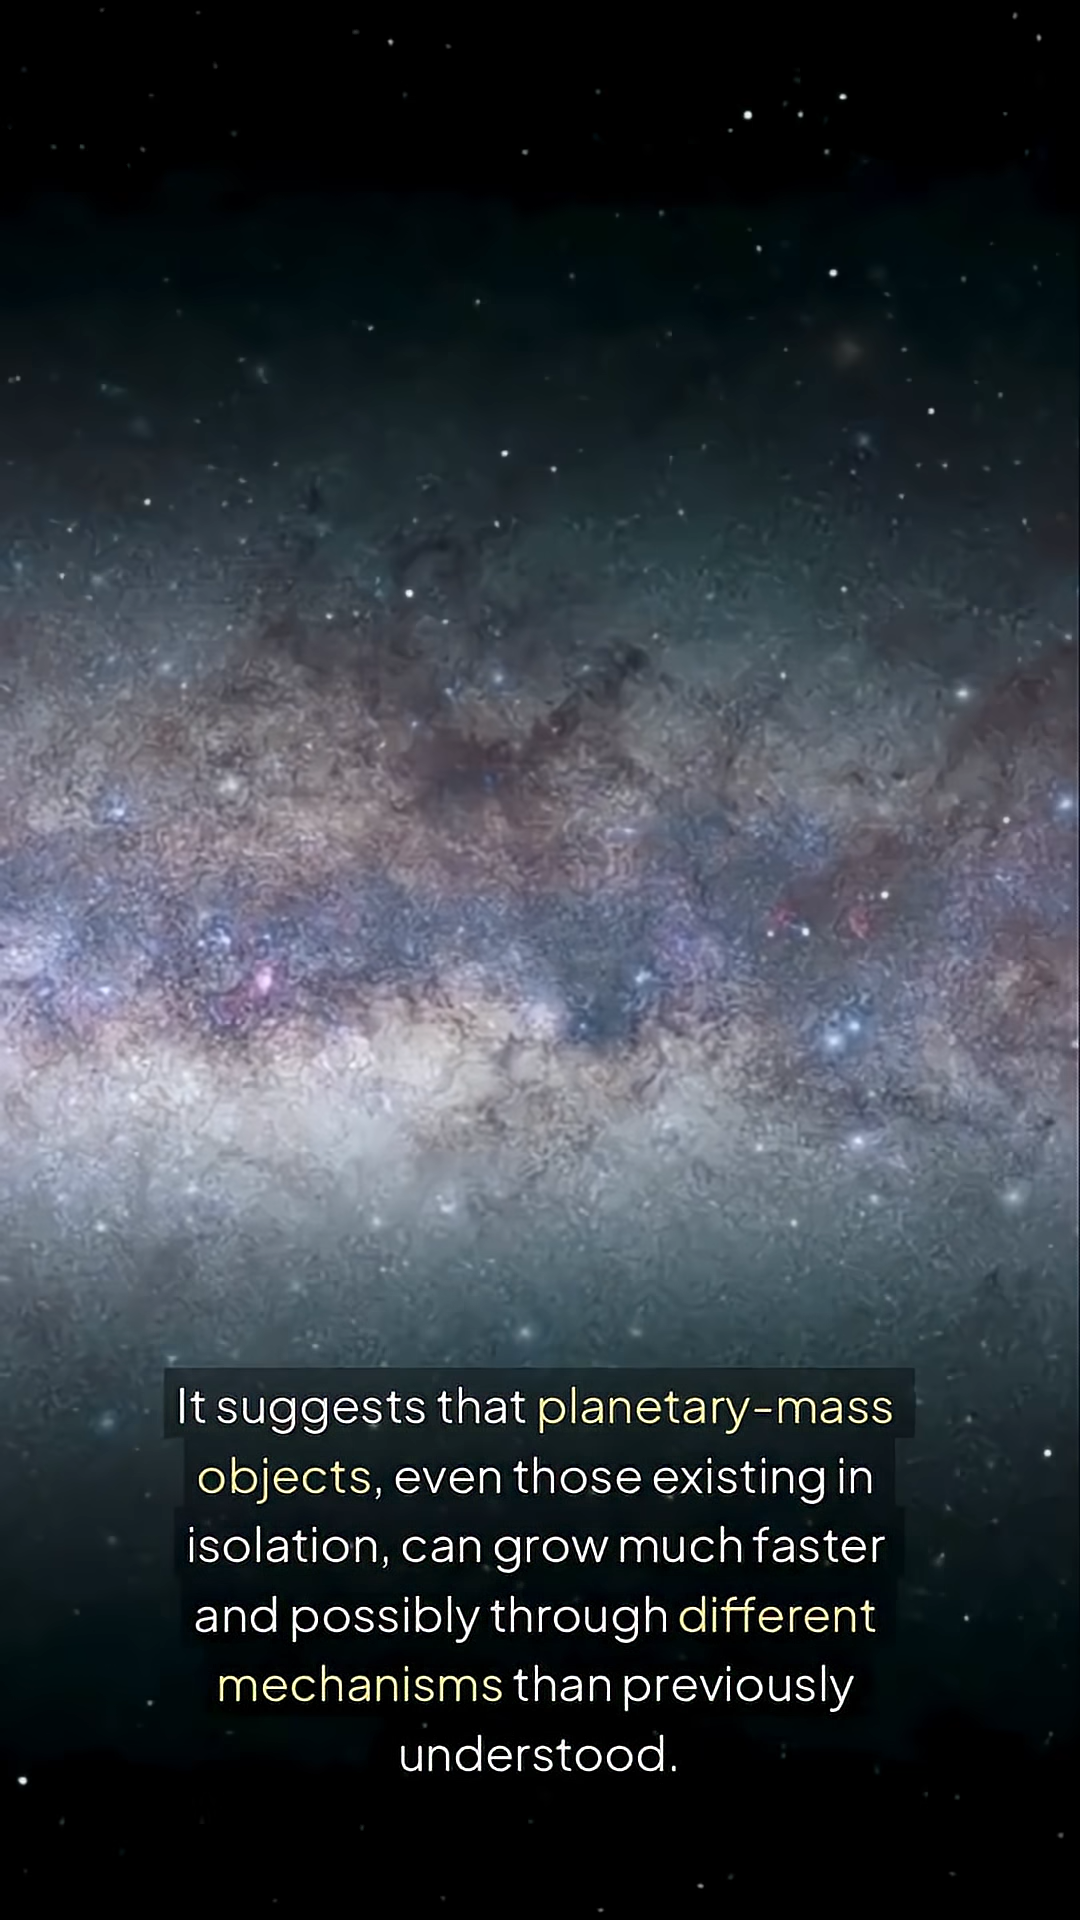 It suggests that planetary-mass
objects, even those existing in
isolation, can grow much faster
and possibly through different
mechanisms than previously
understood.